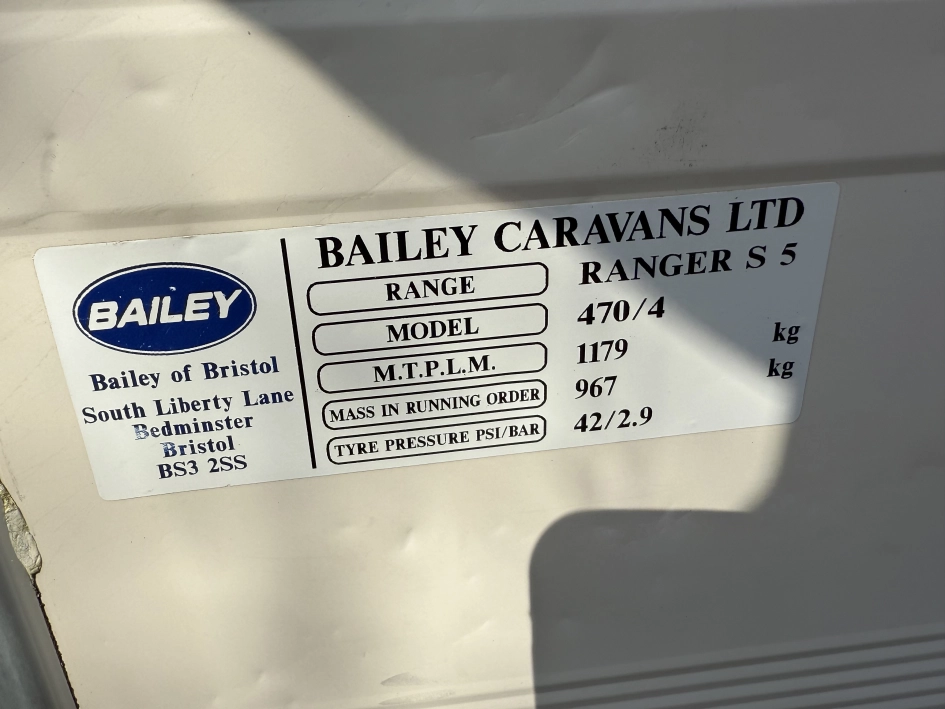 BAILEY
Bailey of Bristol
South Liberty Lane
Bedminster
Bristol
BS3 2SS
BAILEY CARAVANS LTD
RANGE RANGER S 5
MODEL 470/4
M.T.P.L.M. 1179 kg
MASS IN RUNNING ORDER 967 kg
TYRE PRESSURE PSI/BAR 42/2.9